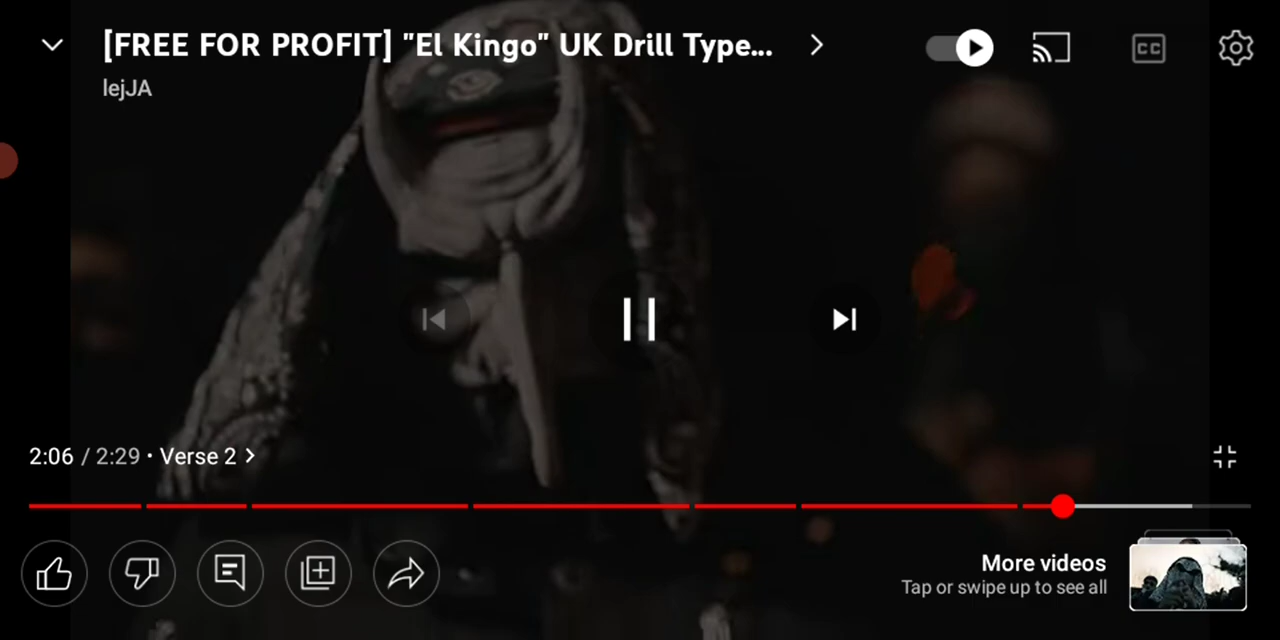 [FREE FOR PROFIT] "El Kingo" UK Drill Type...
lejJA
CC
2:06 / 2:29 • Verse 2
More videos
Tap or swipe up to see all